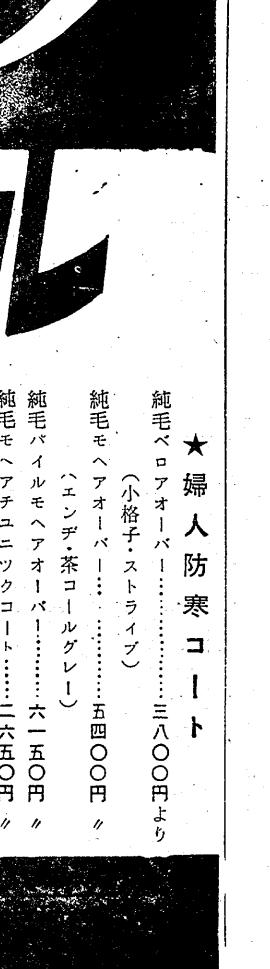 ★婦人防寒コート
純毛ベロアオーバー……………三八〇〇円より
（小格子・ストライプ）
純毛モヘアオーバー……………五四〇〇円〃
（エンヂ・茶コールグレー）
純毛パイルモヘアオーバー………六一五〇円〃
純毛モヘアチユニツクコート……二六五〇円〃